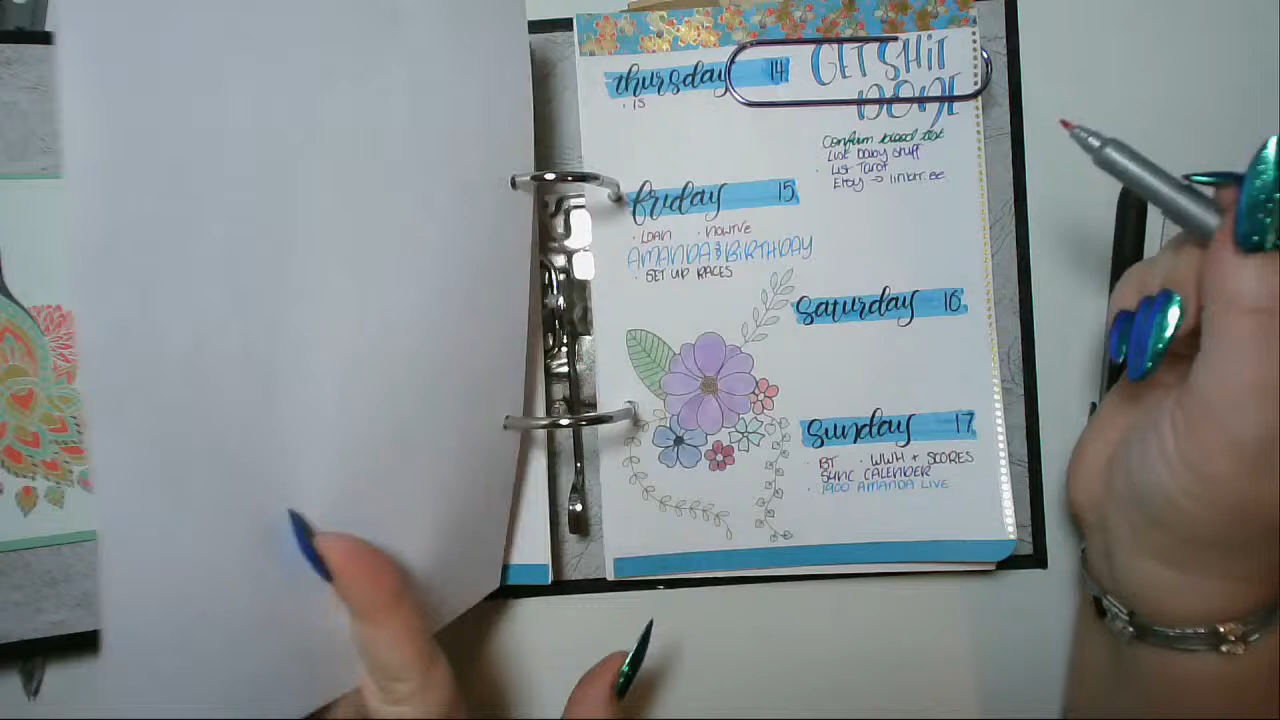 thursday 14
· 15
GET SHIT
DONE
Confirm blood test
List baby stuff
· List Tarot
Etsy → linktr.ee
friday 15
· LOAN
AMANDA'S BIRTHDAY
· SET UP RACES
saturday 16
sunday 17
· BT · WWH + SCORES
SYNC CALENDER
· 1900 AMANDA LIVE